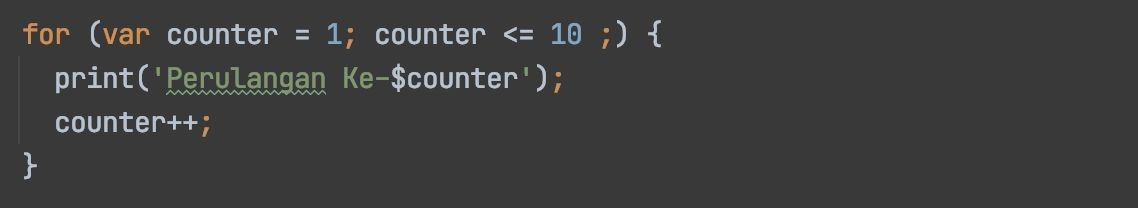 for (var counter = 1; counter <= 10 ;) {
  print('Perulangan Ke-$counter');
  counter++;
}